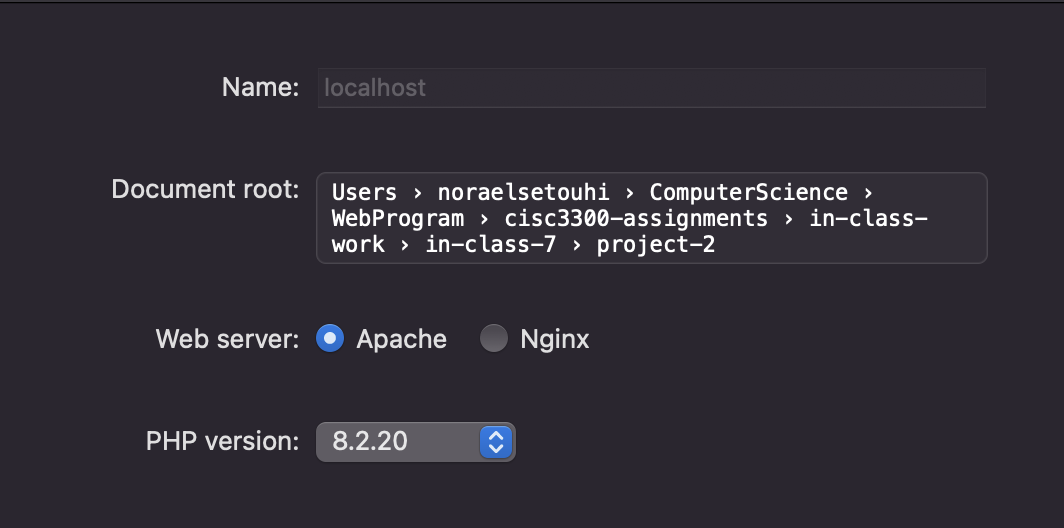 Name: localhost
Document root: Users › noraelsetouhi › ComputerScience ›
WebProgram › cisc3300-assignments › in-class-
work › in-class-7 › project-2
Web server: Apache Nginx
PHP version: 8.2.20